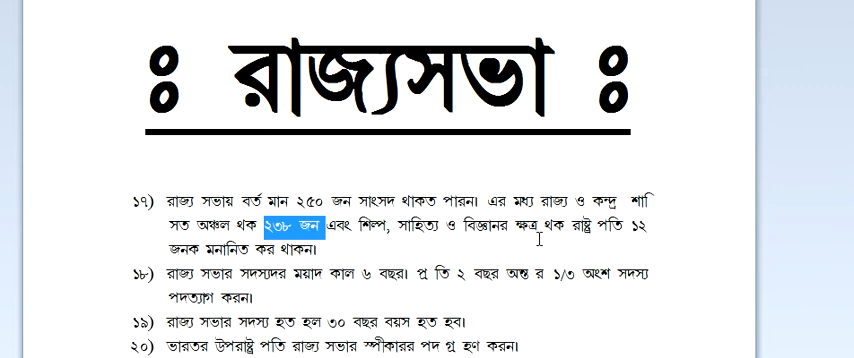 ঃ রাজ্যসভা ঃ
১৭) রাজ্য সভায় বর্ত মান ২৫০ জন সাংসদ থাকত পারন। এর মধ্য রাজ্য ও কন্দ্র শাি
সত অঞ্চল থক ২৩৮ জন এবং শিল্প, সাহিত্য ও বিজ্ঞানর ক্ষত্র থক রাষ্ট্র পতি ১২
জনক মনানিত কর থাকন।
১৮) রাজ্য সভার সদস্যদর ময়াদ কাল ৬ বছর। প্র তি ২ বছর অন্ত র ১/৩ অংশ সদস্য
পদত্যাগ করন।
১৯) রাজ্য সভার সদস্য হত হল ৩০ বছর বয়স হত হব।
২০) ভারতর উপরাষ্ট্র পতি রাজ্য সভার স্পীকারর পদ গ্র হণ করন।